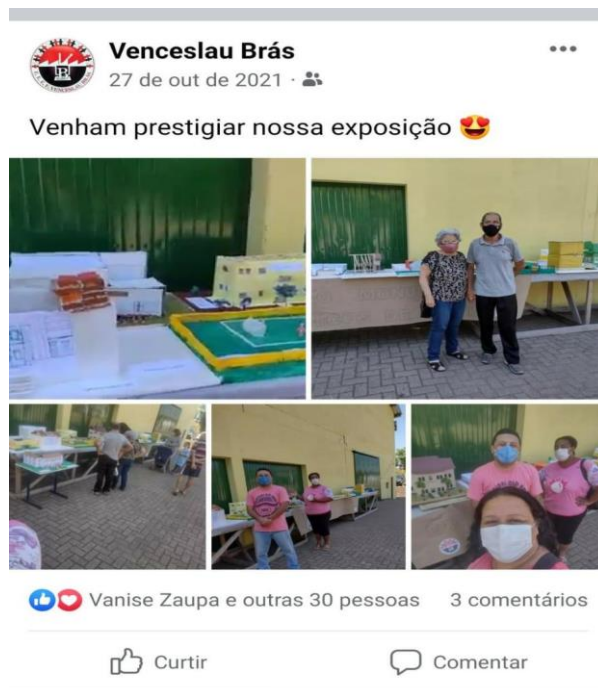 Venceslau Brás
27 de out de 2021 ·
Venham prestigiar nossa exposição 😍
Vanise Zaupa e outras 30 pessoas 3 comentários
Curtir Comentar